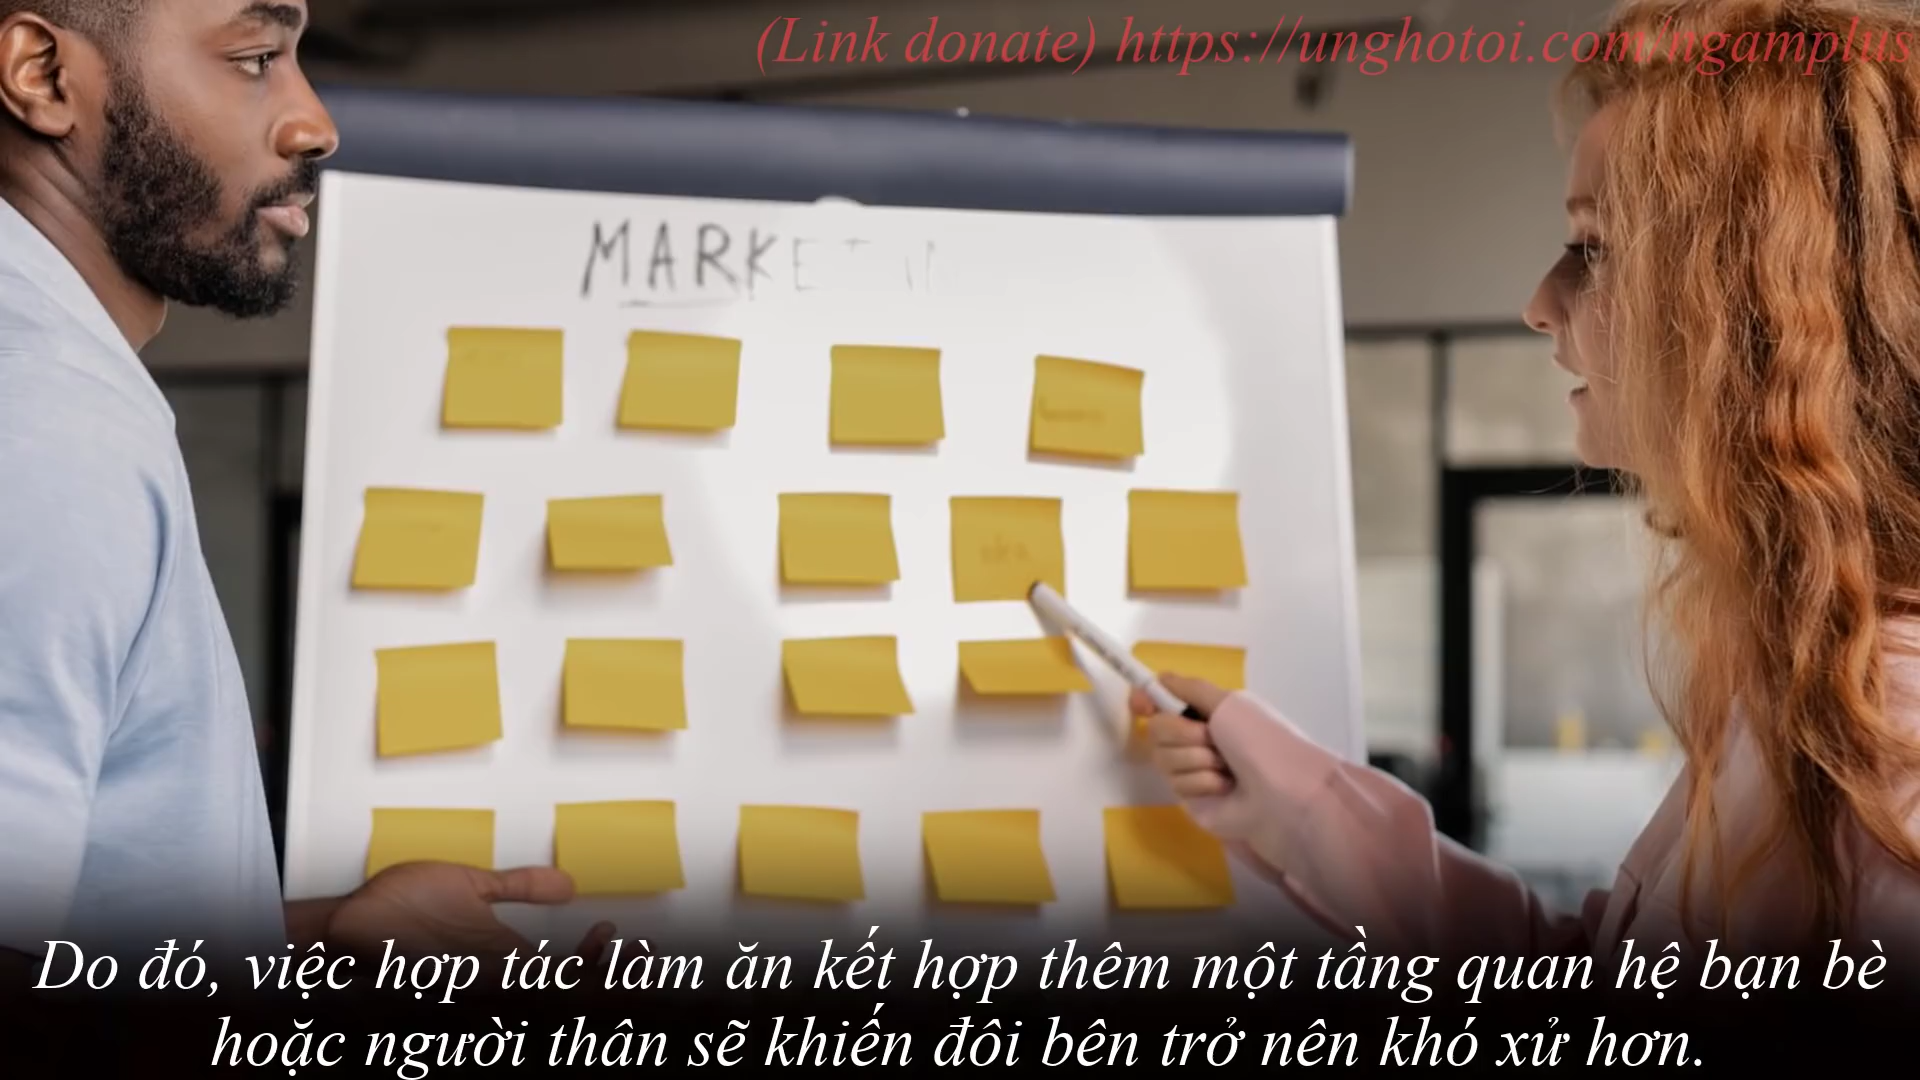 (Link donate) https://unghotoi.com/ngamplus
MARKE
Do đó, việc hợp tác làm ăn kết hợp thêm một tầng quan hệ bạn bè
hoặc người thân sẽ khiến đôi bên trở nên khó xử hơn.